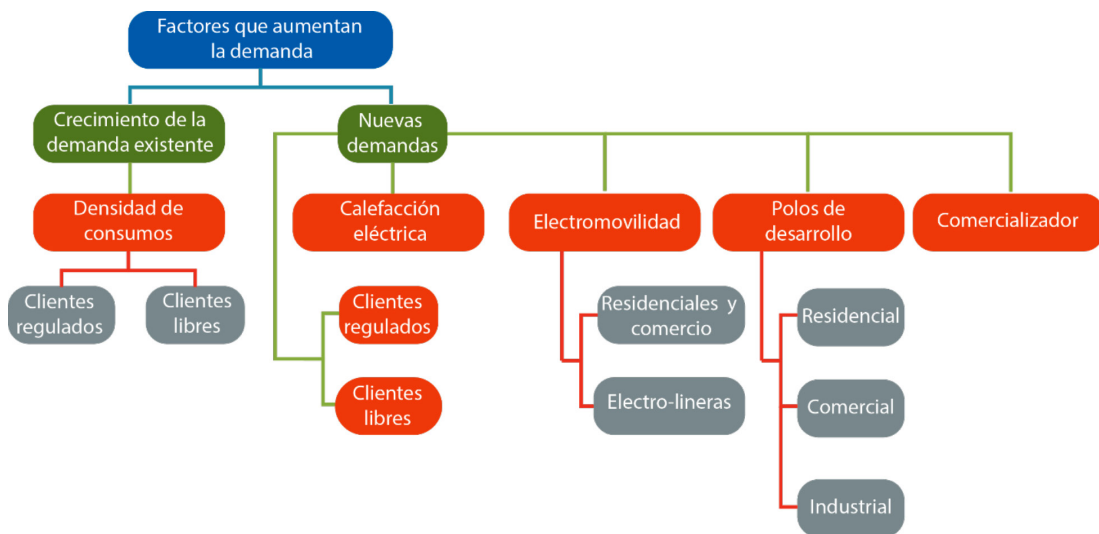 Factores que aumentan
la demanda
Crecimiento de la
demanda existente
Nuevas
demandas
Densidad de
consumos
Calefacción
eléctrica
Electromovilidad
Polos de
desarrollo
Comercializador
Clientes
regulados
Clientes
libres
Clientes
regulados
Clientes
libres
Residenciales y
comercio
Electro-lineras
Residencial
Comercial
Industrial